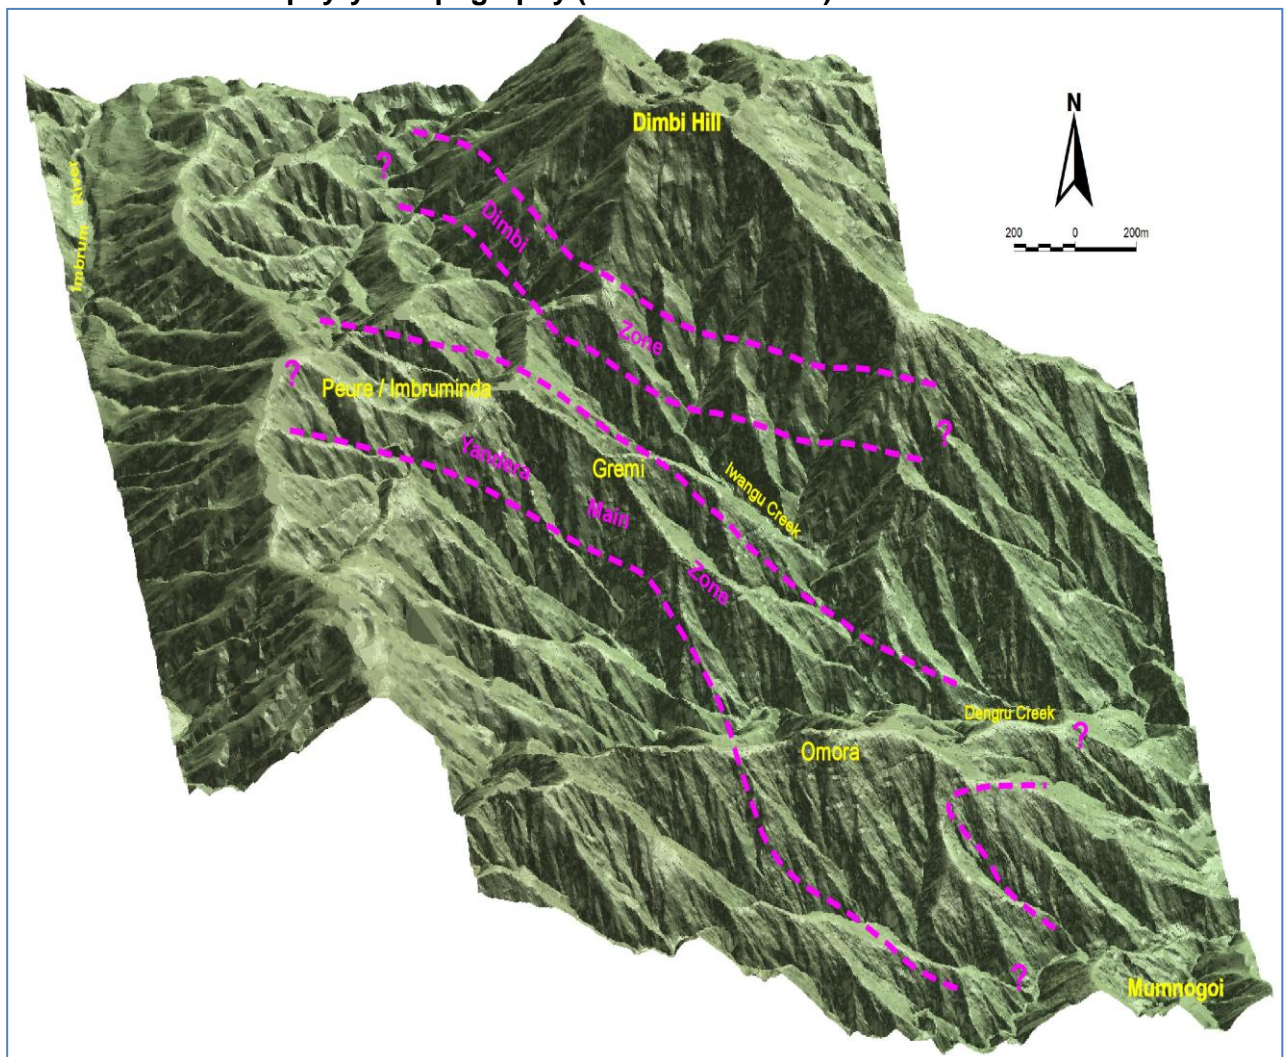 Dimbi Hill
N
200 0 200m
Imbrum River
?
Dimbi
Zone
?
Peure / Imbruminda
Yandera
Gremi
Iwangu Creek
?
Main
Zone
Dengru Creek
?
Omora
?
Mumnogoi